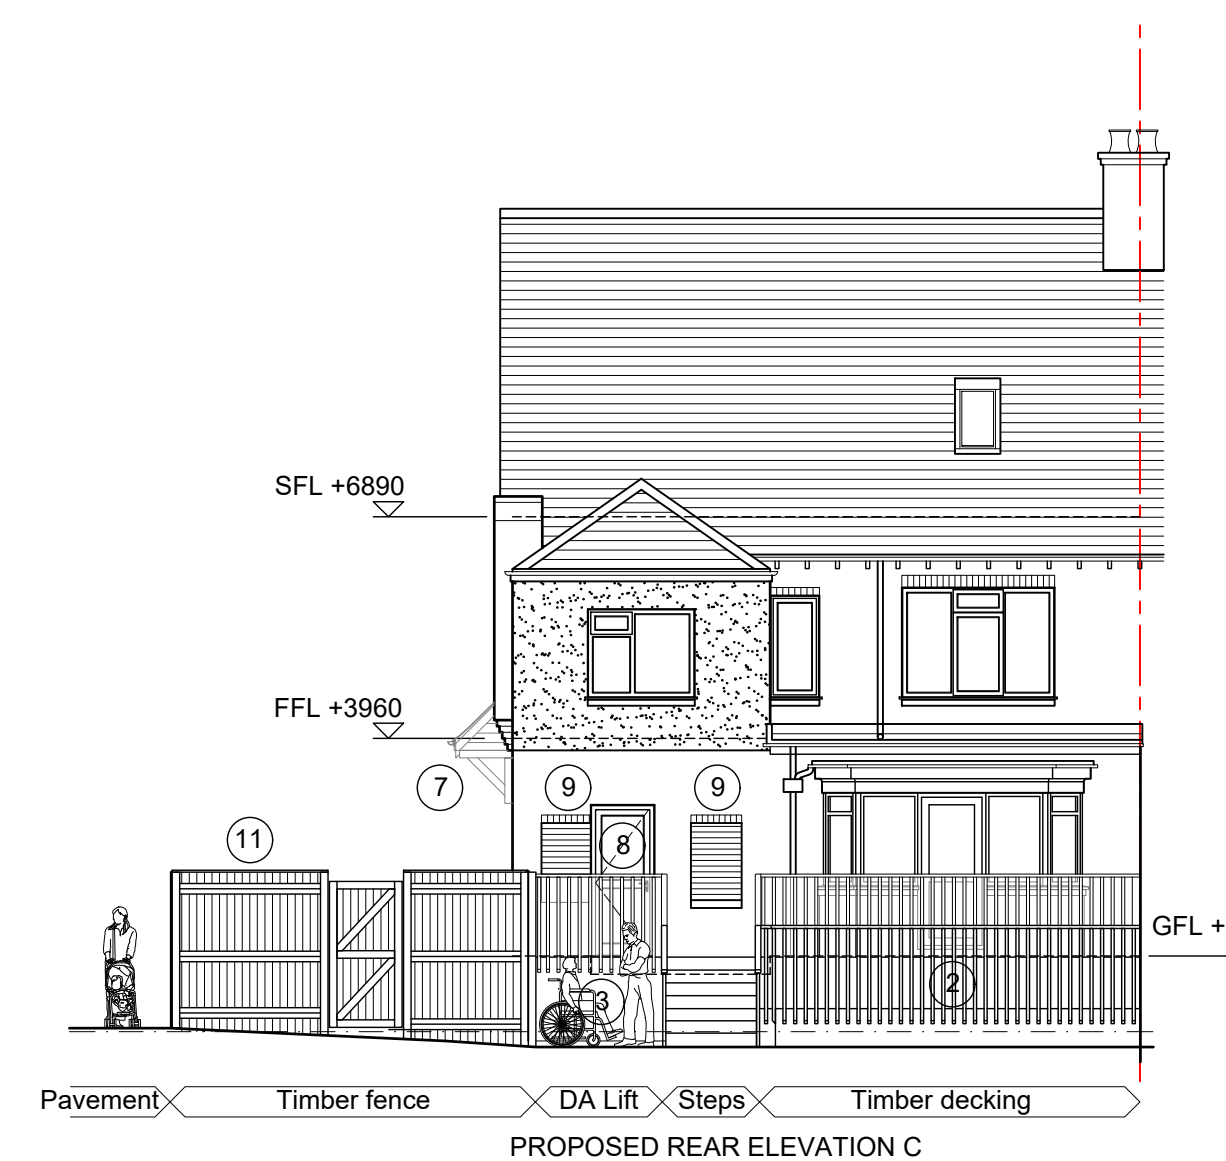 SFL +6890
FFL +3960
7
9
9
11
8
GFL +
2
3
Pavement
Timber fence
DA Lift
Steps
Timber decking
PROPOSED REAR ELEVATION C